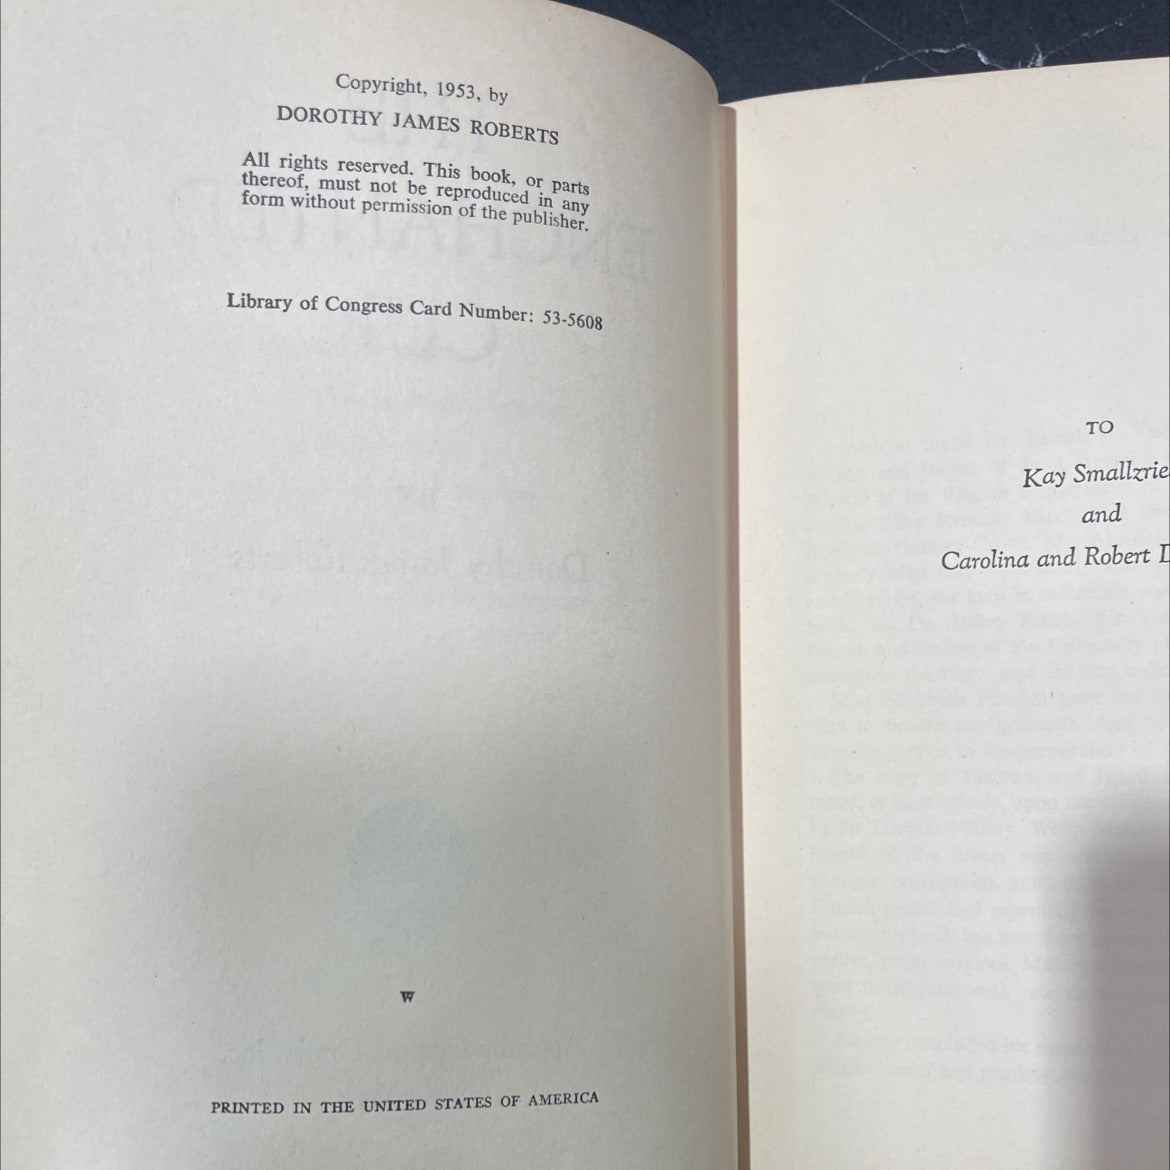 Copyright, 1953, by
DOROTHY JAMES ROBERTS
All rights reserved. This book, or parts
thereof, must not be reproduced in any
form without permission of the publisher.
Library of Congress Card Number: 53-5608
W
PRINTED IN THE UNITED STATES OF AMERICA
TO
Kay Smallzrie
and
Carolina and Robert